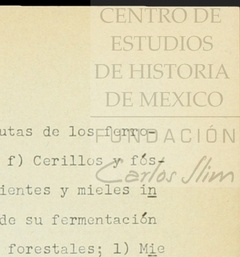 CENTRO DE
ESTUDIOS
DE HISTORIA
DE MEXICO
FUNDACIÓN
Carlos Slim
utas de los ferro-
f) Cerillos y fós-
ientes y mieles in
de su fermentación
forestales; l) Mie